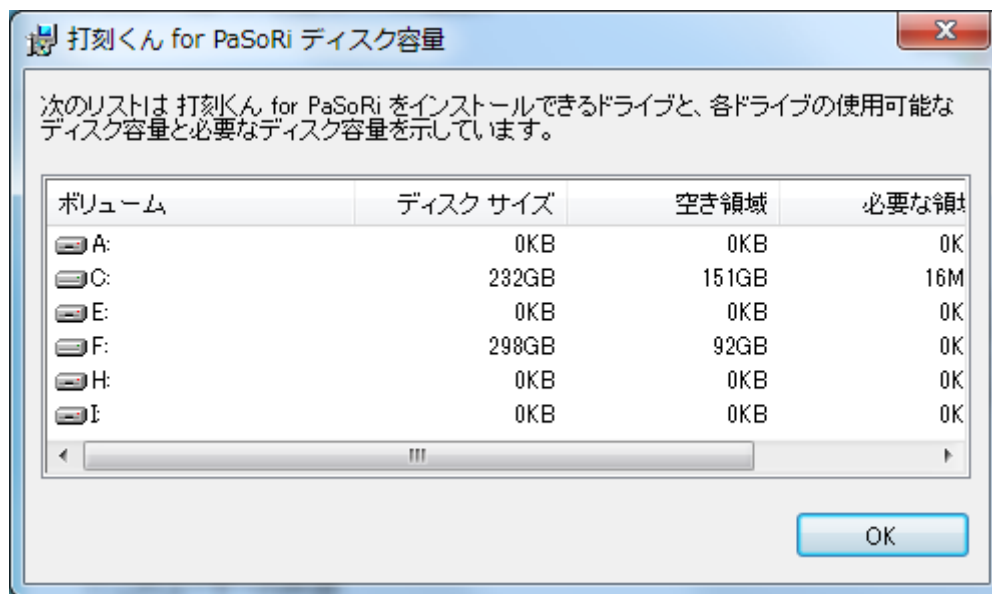 打刻くん for PaSoRi ディスク容量
次のリストは 打刻くん for PaSoRi をインストールできるドライブと、各ドライブの使用可能な
ディスク容量と必要なディスク容量を示しています。
ボリューム ディスク サイズ 空き領域 必要な領
A: 0KB 0KB 0K
C: 232GB 151GB 16M
E: 0KB 0KB 0K
F: 298GB 92GB 0K
H: 0KB 0KB 0K
I: 0KB 0KB 0K
OK